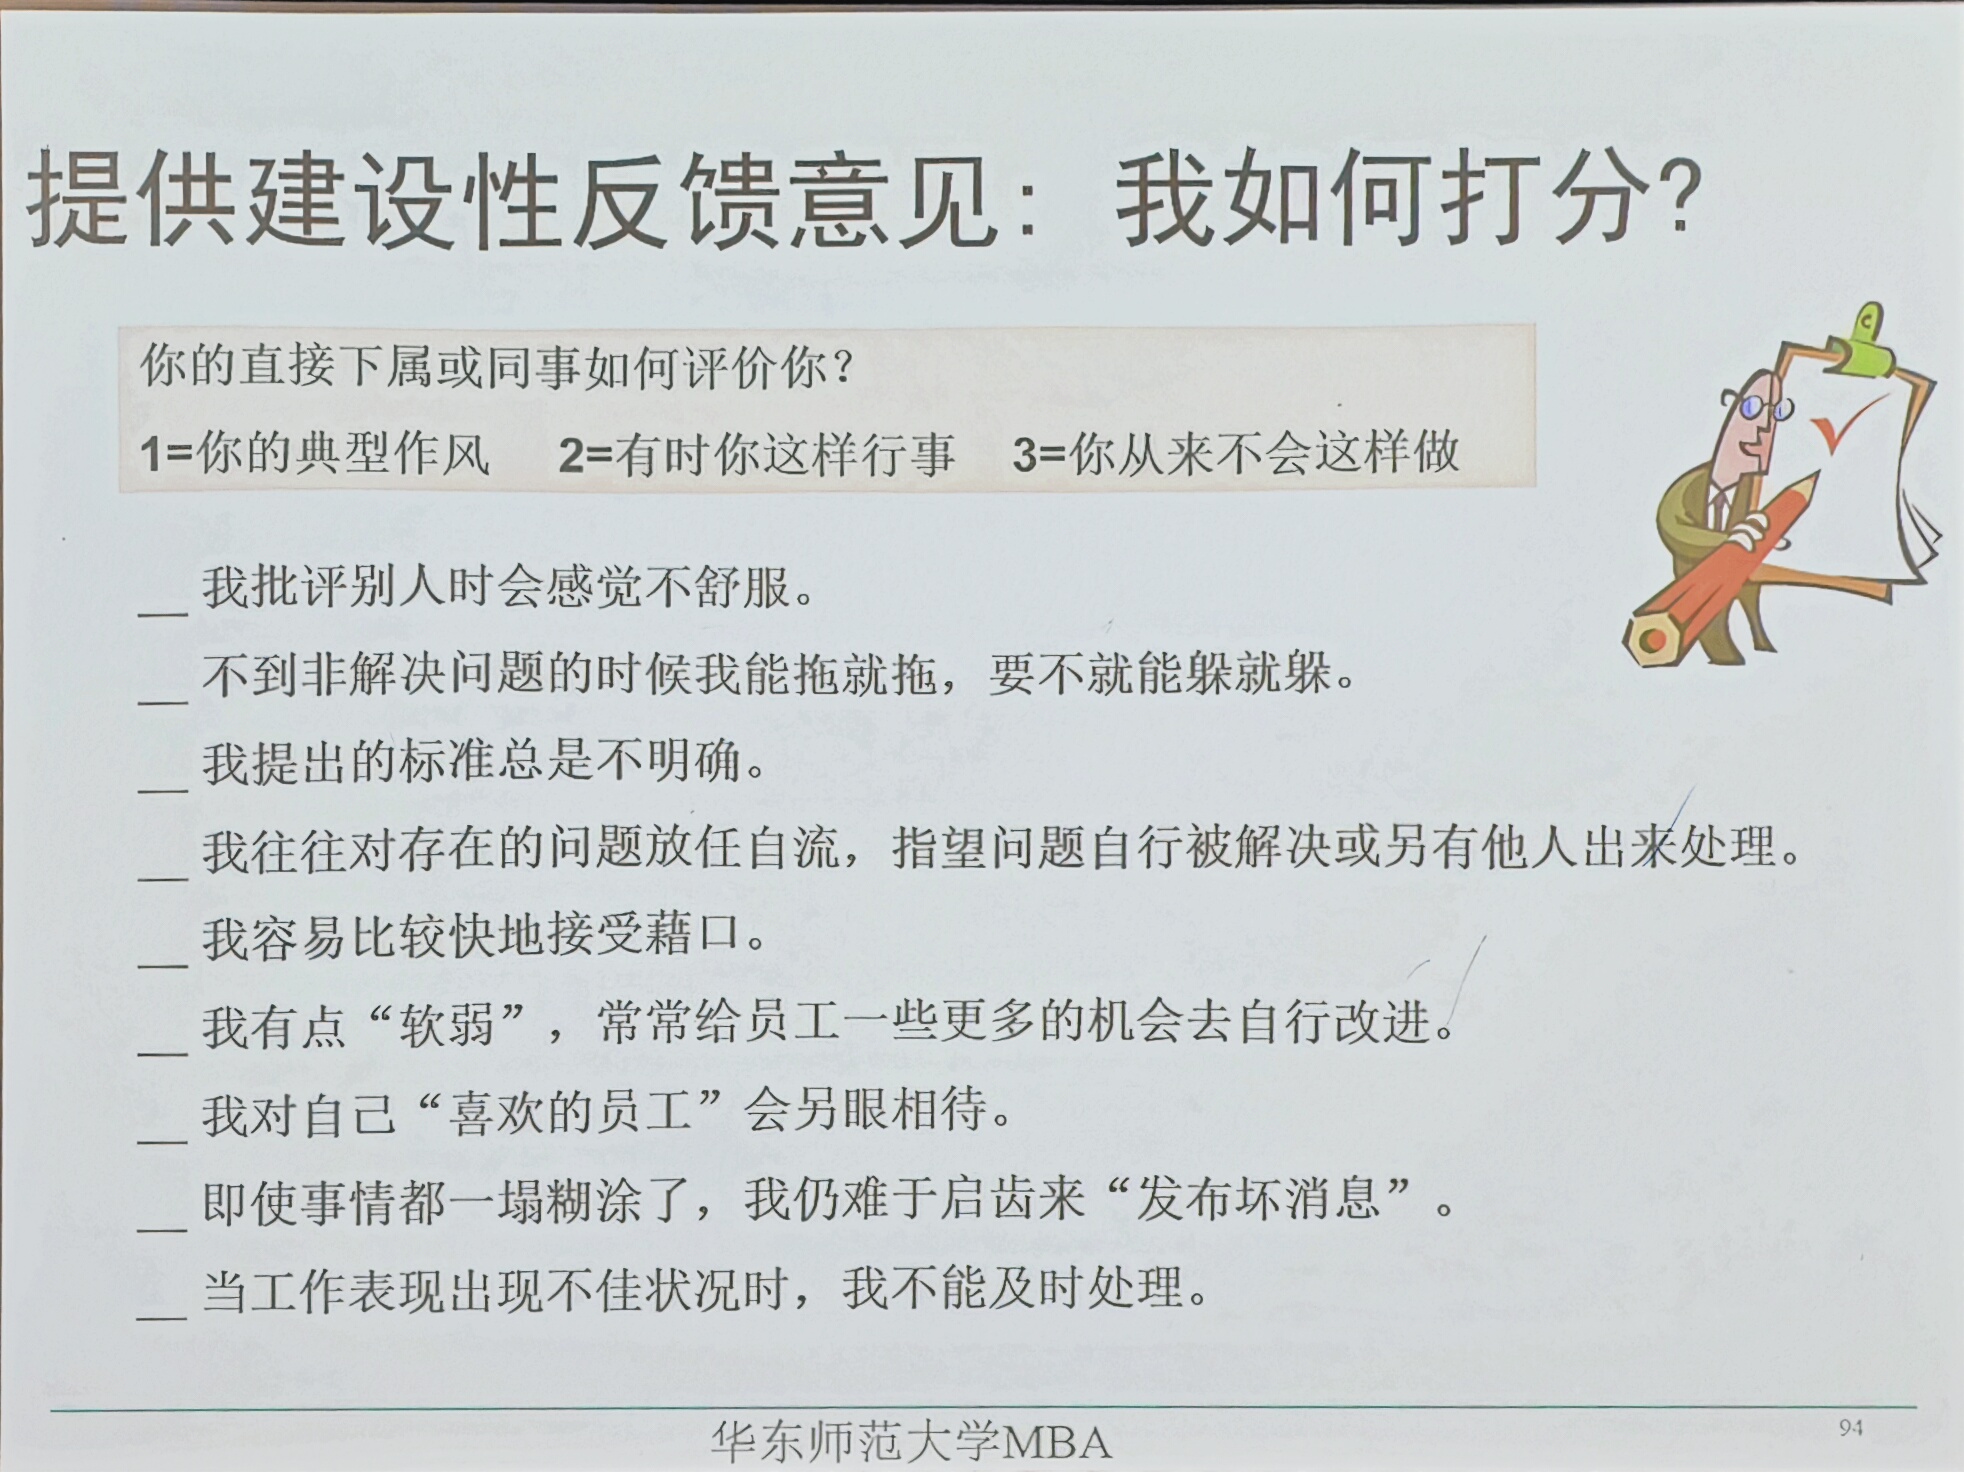 提供建设性反馈意见：我如何打分？
你的直接下属或同事如何评价你？
1=你的典型作风 2=有时你这样行事 3=你从来不会这样做
__ 我批评别人时会感觉不舒服。
__ 不到非解决问题的时候我能拖就拖，要不就能躲就躲。
__ 我提出的标准总是不明确。
__ 我往往对存在的问题放任自流，指望问题自行被解决或另有他人出来处理。
__ 我容易比较快地接受藉口。
__ 我有点“软弱”，常常给员工一些更多的机会去自行改进。
__ 我对自己“喜欢的员工”会另眼相待。
__ 即使事情都一塌糊涂了，我仍难于启齿来“发布坏消息”。
__ 当工作表现出现不佳状况时，我不能及时处理。
华东师范大学MBA
94